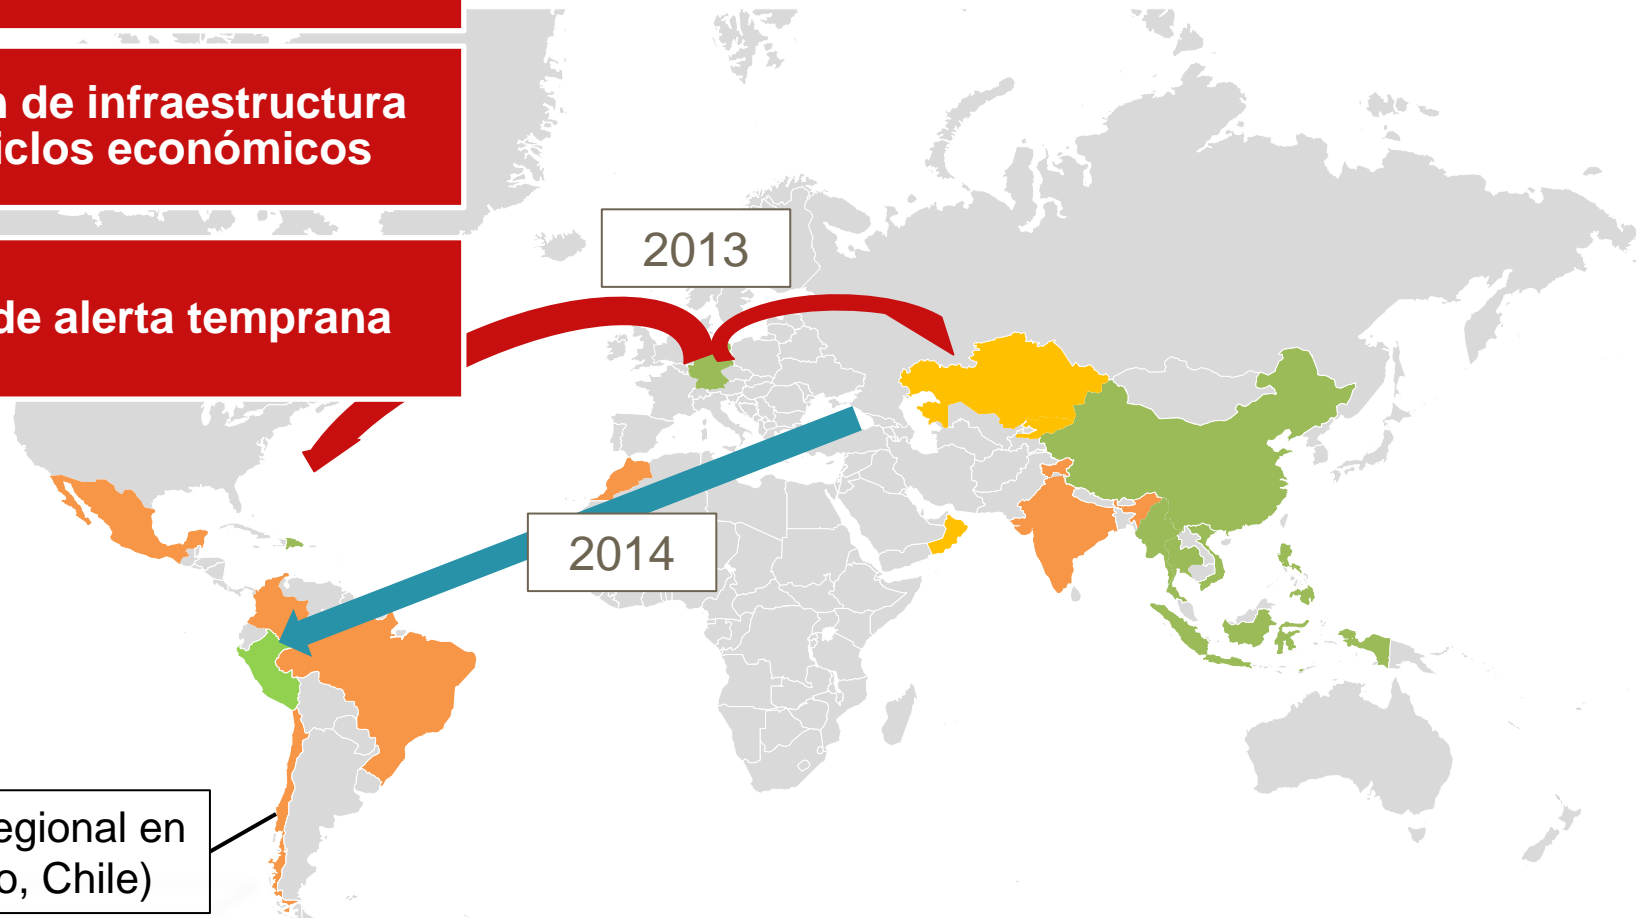 de infraestructura
iclos económicos
de alerta temprana
2013
2014
egional en
o, Chile)